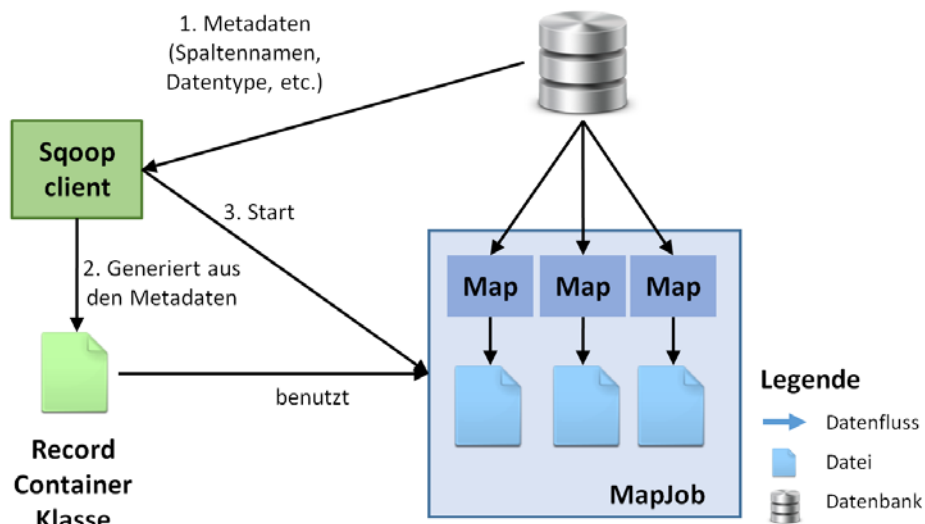 1. Metadaten
(Spaltennamen,
Datentype, etc.)
Sqoop
client
3. Start
2. Generiert aus
den Metadaten
Map
Map
Map
benutzt
Record
Container
Klasse
MapJob
Legende
Datenfluss
Datei
Datenbank